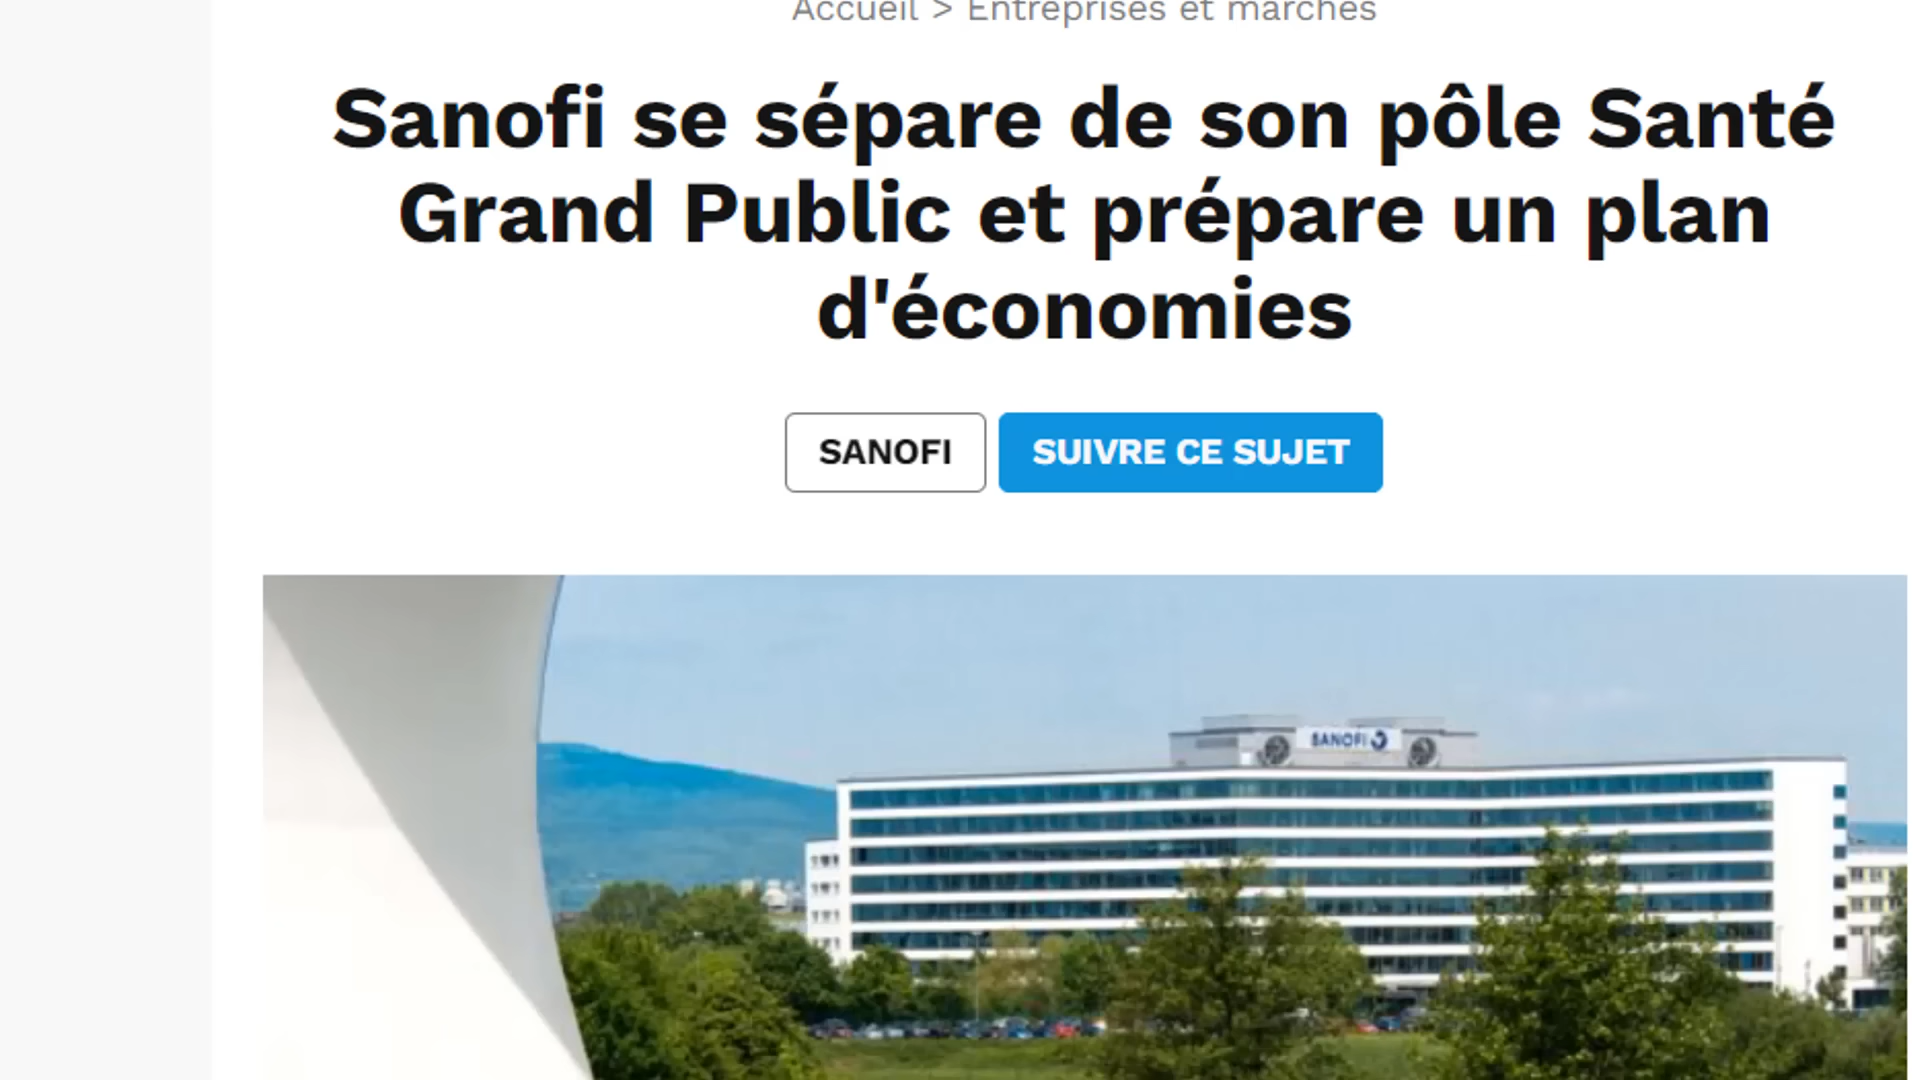 Accueil > Entreprises et marchés
Sanofi se sépare de son pôle Santé
Grand Public et prépare un plan
d'économies
SANOFI
SUIVRE CE SUJET
SANOFI